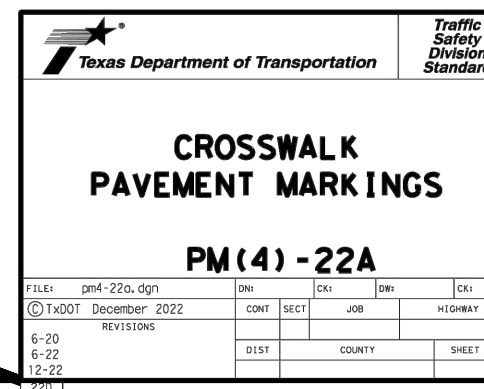 Texas Department of Transportation
Traffic
Safety
Division
Standard
CROSSWALK
PAVEMENT MARKINGS
PM(4)-22A
FILE: pm4-22a.dgn DN: CK: DW: CK:
© TxDOT December 2022 CONT SECT JOB HIGHWAY
REVISIONS
6-20
6-22 DIST COUNTY SHEET
12-22
22D